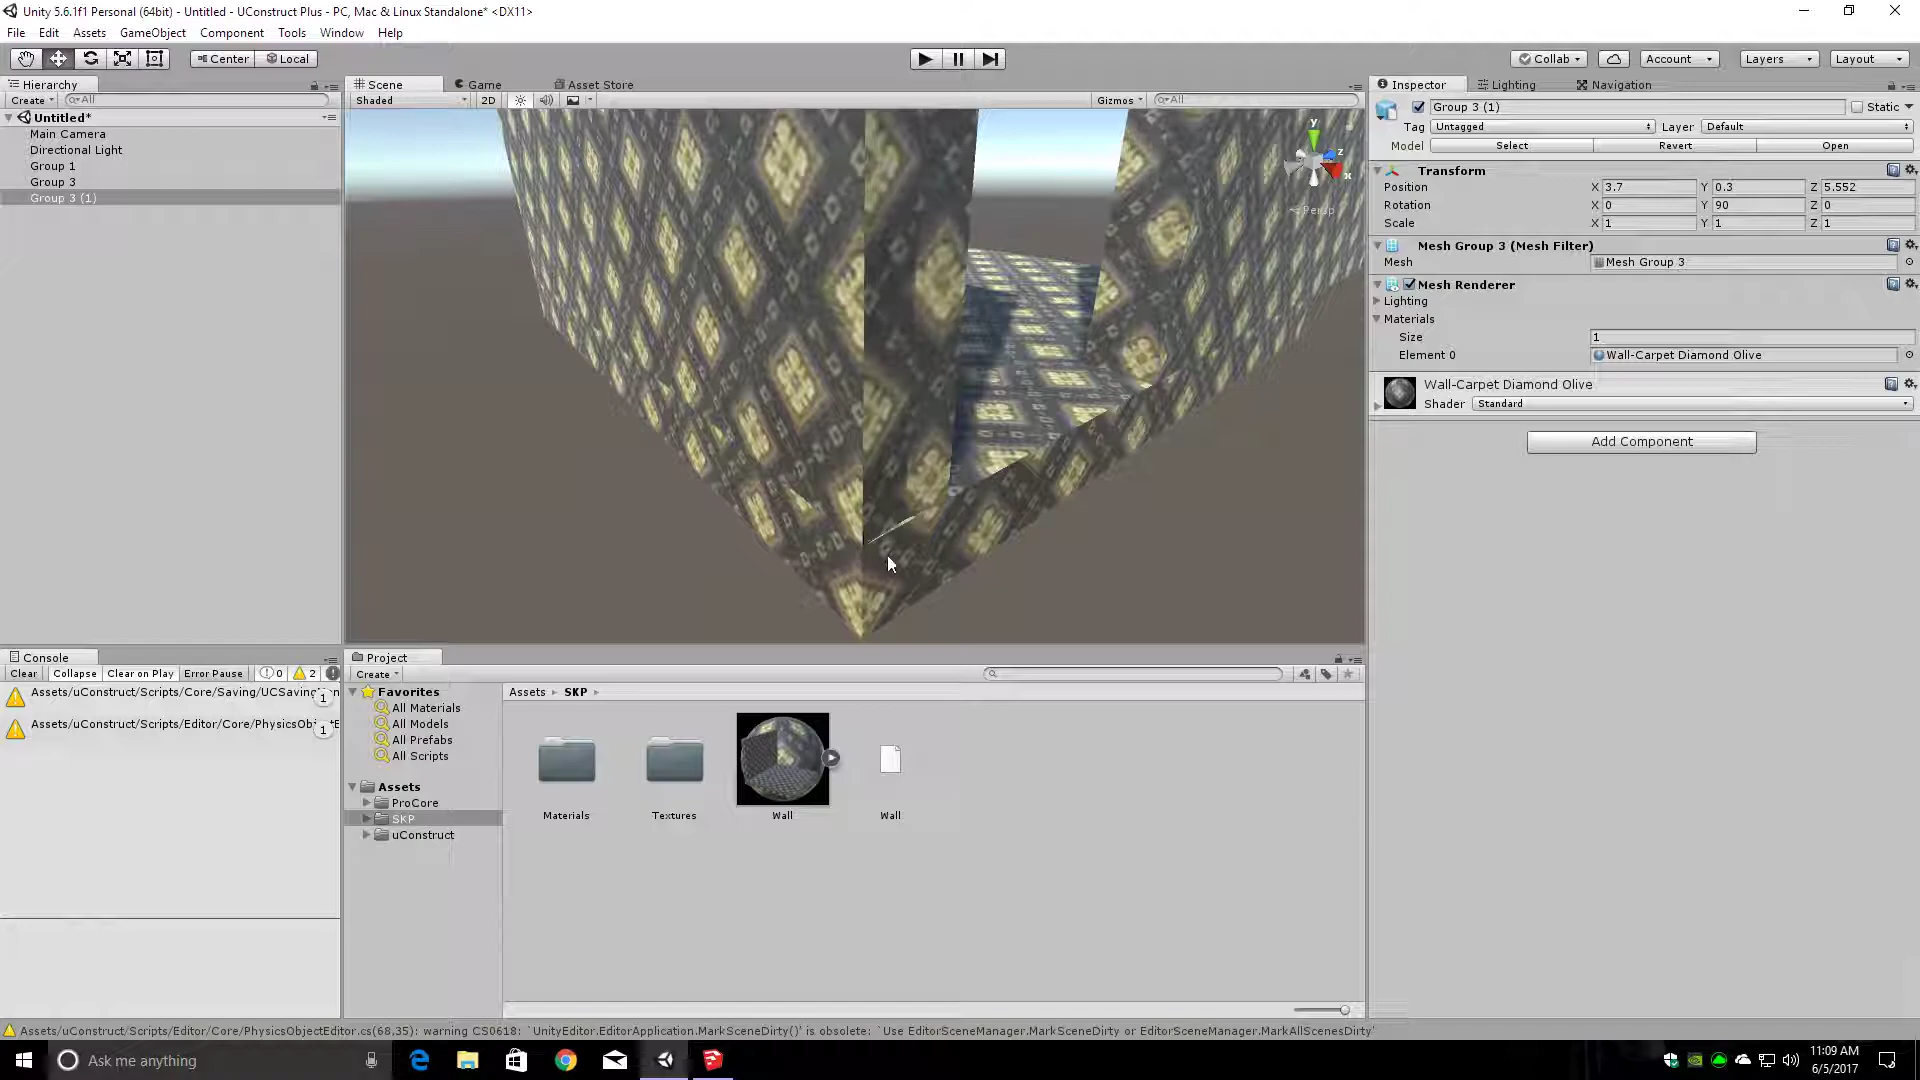 Unity 5.6.1f1 Personal (64bit) - Untitled - UConstruct Plus - PC, Mac & Linux Standalone* <DX11>
File Edit Assets GameObject Component Tools Window Help
Center Local Collab Account Layers Layout
Hierarchy
Create All
Untitled*
Main Camera
Directional Light
Group 1
Group 3
Group 3 (1)
Scene Game Asset Store
Shaded 2D Gizmos All
y
z
x
Persp
Inspector Lighting Navigation
Group 3 (1) Static
Tag Untagged Layer Default
Model Select Revert Open
Transform
Position X 3.7 Y 0.3 Z 5.552
Rotation X 0 Y 90 Z 0
Scale X 1 Y 1 Z 1
Mesh Group 3 (Mesh Filter)
Mesh Mesh Group 3
Mesh Renderer
Lighting
Materials
Size 1
Element 0 Wall-Carpet Diamond Olive
Wall-Carpet Diamond Olive
Shader Standard
Add Component
Console
Clear Collapse Clear on Play Error Pause 0 2
Assets/uConstruct/Scripts/Core/Saving/UCSaving 1
Assets/uConstruct/Scripts/Editor/Core/PhysicsObj 1
Project
Create
Favorites
All Materials
All Models
All Prefabs
All Scripts
Assets
ProCore
SKP
uConstruct
Assets SKP
Materials Textures Wall Wall
Assets/uConstruct/Scripts/Editor/Core/PhysicsObjectEditor.cs(68,35): warning CS0618: `UnityEditor.EditorApplication.MarkSceneDirty()' is obsolete: `Use EditorSceneManager.MarkSceneDirty or EditorSceneManager.MarkAllScenesDirty'
Ask me anything
11:09 AM
6/5/2017